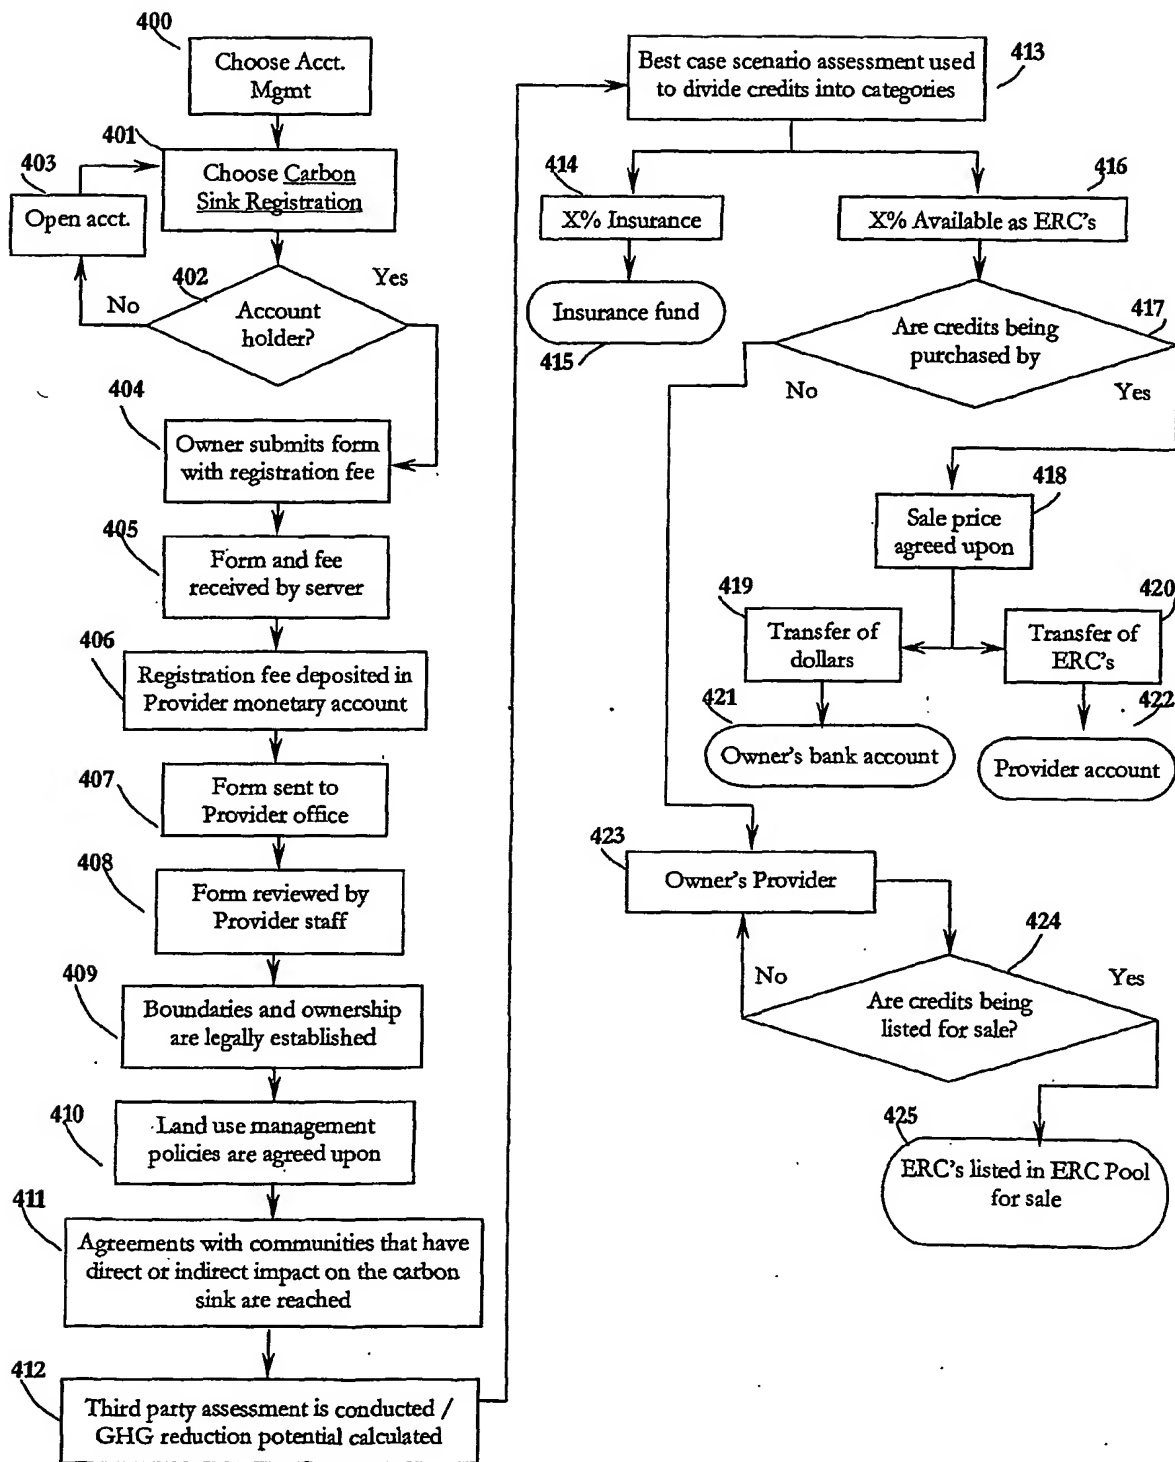 400
Choose Acct.
Mgmt
401
Choose Carbon
Sink Registration
403
Open acct.
402
Account
holder?
No
Yes
404
Owner submits form
with registration fee
405
Form and fee
received by server
406
Registration fee deposited in
Provider monetary account
407
Form sent to
Provider office
408
Form reviewed by
Provider staff
409
Boundaries and ownership
are legally established
410
Land use management
policies are agreed upon
411
Agreements with communities that have
direct or indirect impact on the carbon
sink are reached
412
Third party assessment is conducted /
GHG reduction potential calculated
Best case scenario assessment used
to divide credits into categories
413
414
X% Insurance
Insurance fund
415
416
X% Available as ERC's
417
Are credits being
purchased by
No
Yes
418
Sale price
agreed upon
419
Transfer of
dollars
420
Transfer of
ERC's
421
Owner's bank account
422
Provider account
423
Owner's Provider
424
Are credits being
listed for sale?
No
Yes
425
ERC's listed in ERC Pool
for sale